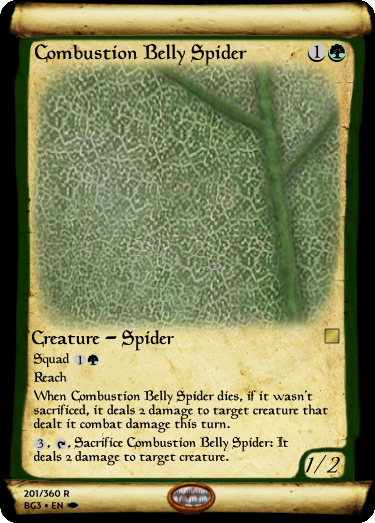 Combustion Belly Spider 1
Creature – Spider
Squad 1
Reach
When Combustion Belly Spider dies, if it wasn't
sacrificed, it deals 2 damage to target creature that
dealt it combat damage this turn.
3, , Sacrifice Combustion Belly Spider: It
deals 2 damage to target creature.
1/2
201/360 R
BG3 • EN